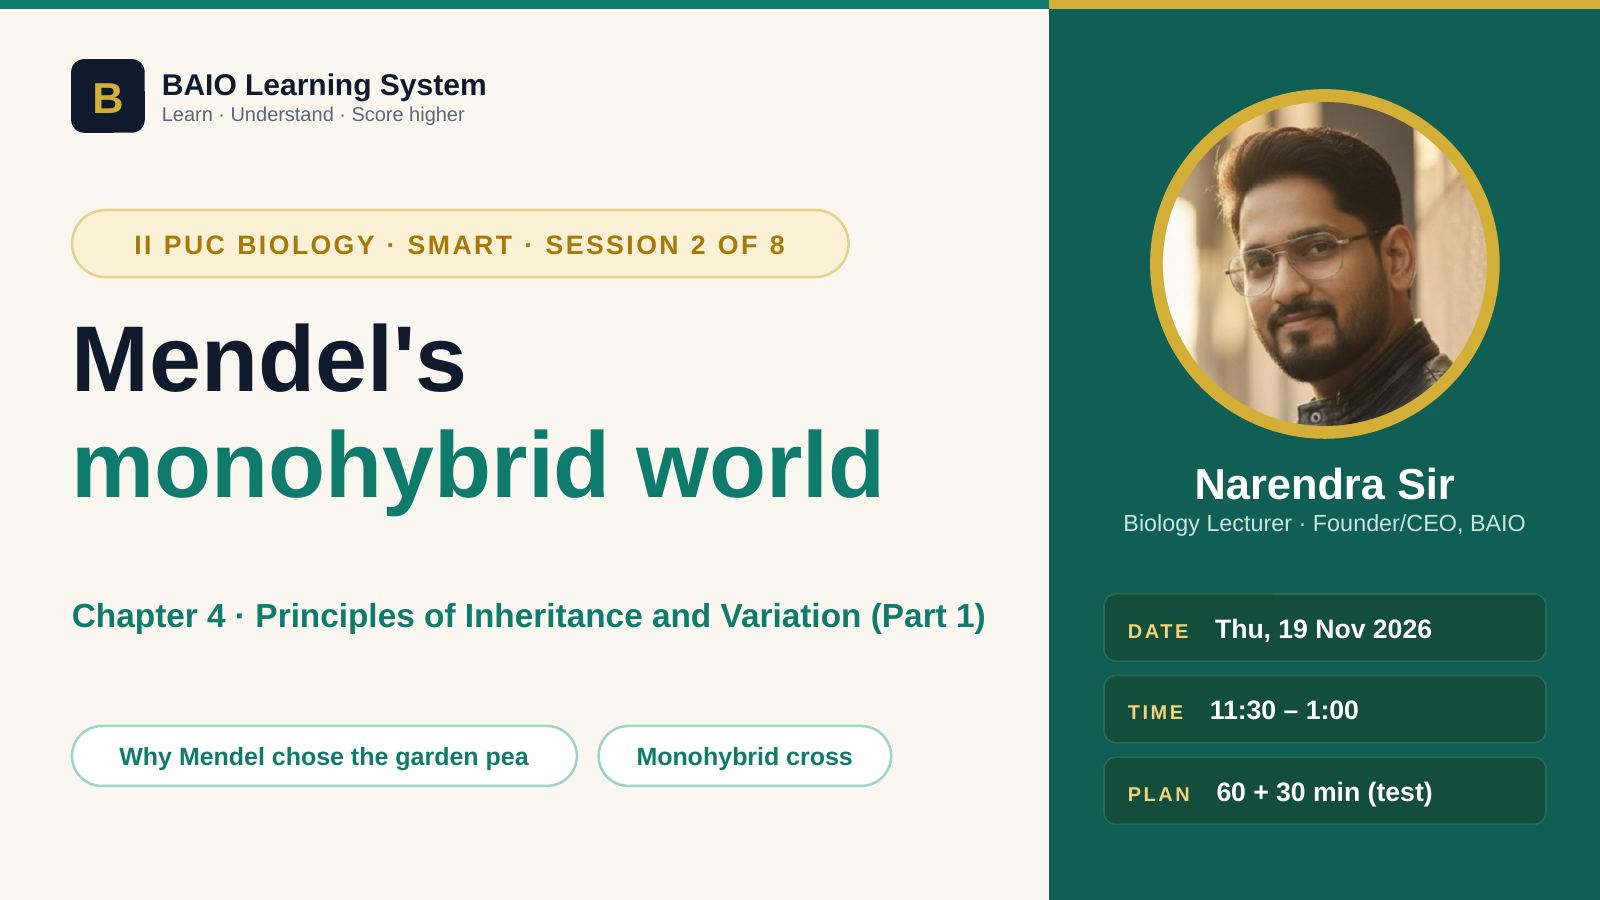 B
BAIO Learning System
Learn · Understand · Score higher
II PUC BIOLOGY · SMART · SESSION 2 OF 8
Mendel's
monohybrid world
Chapter 4 · Principles of Inheritance and Variation (Part 1)
Why Mendel chose the garden pea
Monohybrid cross
Narendra Sir
Biology Lecturer · Founder/CEO, BAIO
DATE Thu, 19 Nov 2026
TIME 11:30 – 1:00
PLAN 60 + 30 min (test)